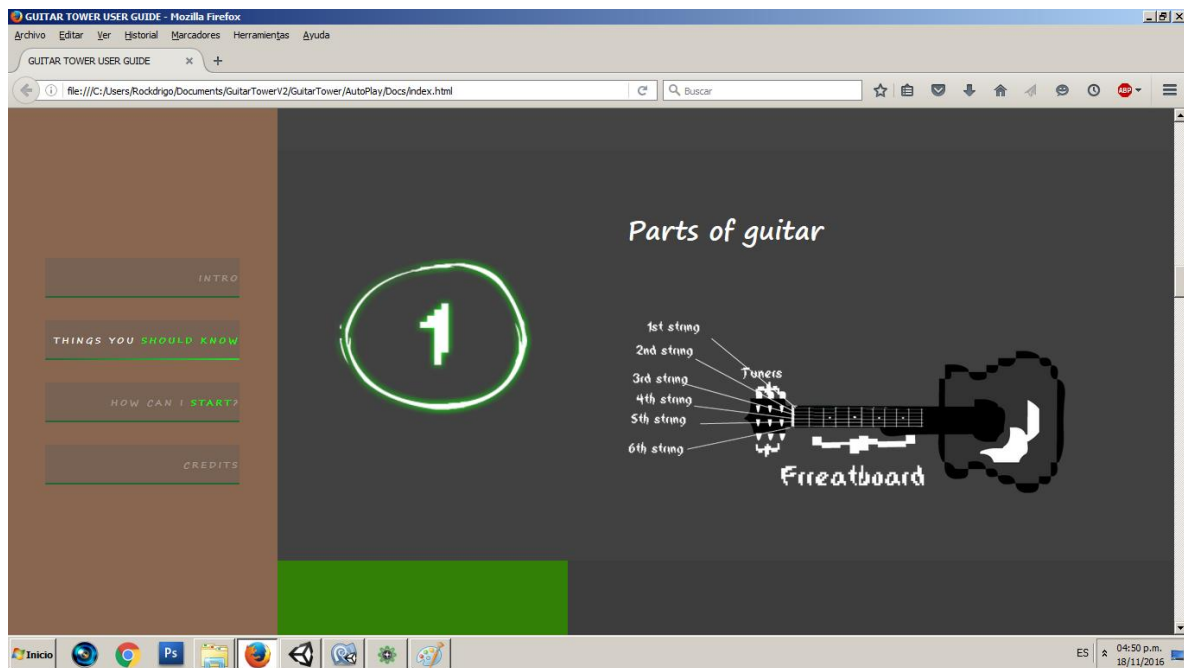 GUITAR TOWER USER GUIDE - Mozilla Firefox
Archivo Editar Ver Historial Marcadores Herramientas Ayuda
GUITAR TOWER USER GUIDE × +
file:///C:/Users/Rockdrigo/Documents/GuitarTowerV2/GuitarTower/AutoPlay/Docs/index.html
Buscar
ABP
INTRO
THINGS YOU SHOULD KNOW
HOW CAN I START?
CREDITS
1
Parts of guitar
1st string
2nd string
Tuners
3rd string
4th string
5th string
6th string
Frreatboard
Inicio
Ps
ES
04:50 p.m.
18/11/2016